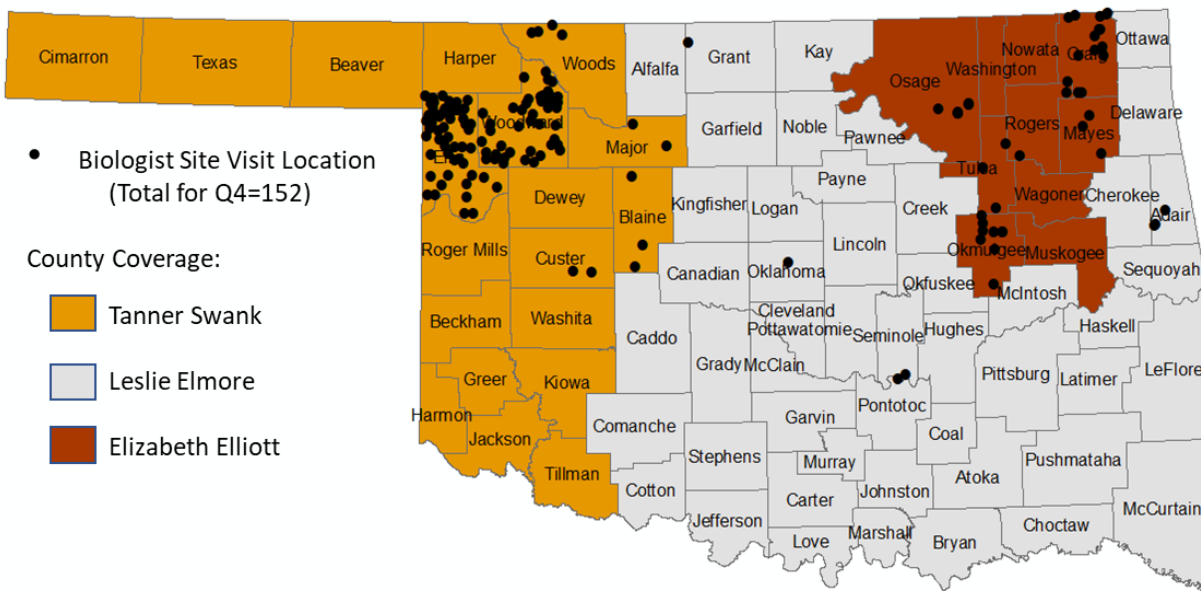 Cimarron
Texas
Beaver
Harper
Woods
Alfalfa
Grant
Kay
Osage
Washington
Nowata
Craig
Ottawa
Woodward
Major
Garfield
Noble
Pawnee
Rogers
Mayes
Delaware
Biologist Site Visit Location
(Total for Q4=152)
Dewey
Blaine
Kingfisher
Logan
Payne
Creek
Tulsa
Wagoner
Cherokee
Adair
County Coverage:
Roger Mills
Custer
Canadian
Oklahoma
Lincoln
Okfuskee
Okmulgee
Muskogee
Sequoyah
Tanner Swank
Beckham
Washita
Caddo
Grady
Cleveland
Pottawatomie
McClain
Seminole
Hughes
McIntosh
Haskell
Leslie Elmore
Greer
Kiowa
Pittsburg
Latimer
LeFlore
Elizabeth Elliott
Harmon
Jackson
Tillman
Comanche
Cotton
Stephens
Garvin
Murray
Pontotoc
Coal
Pushmataha
Jefferson
Carter
Love
Johnston
Marshall
Atoka
Bryan
Choctaw
McCurtain